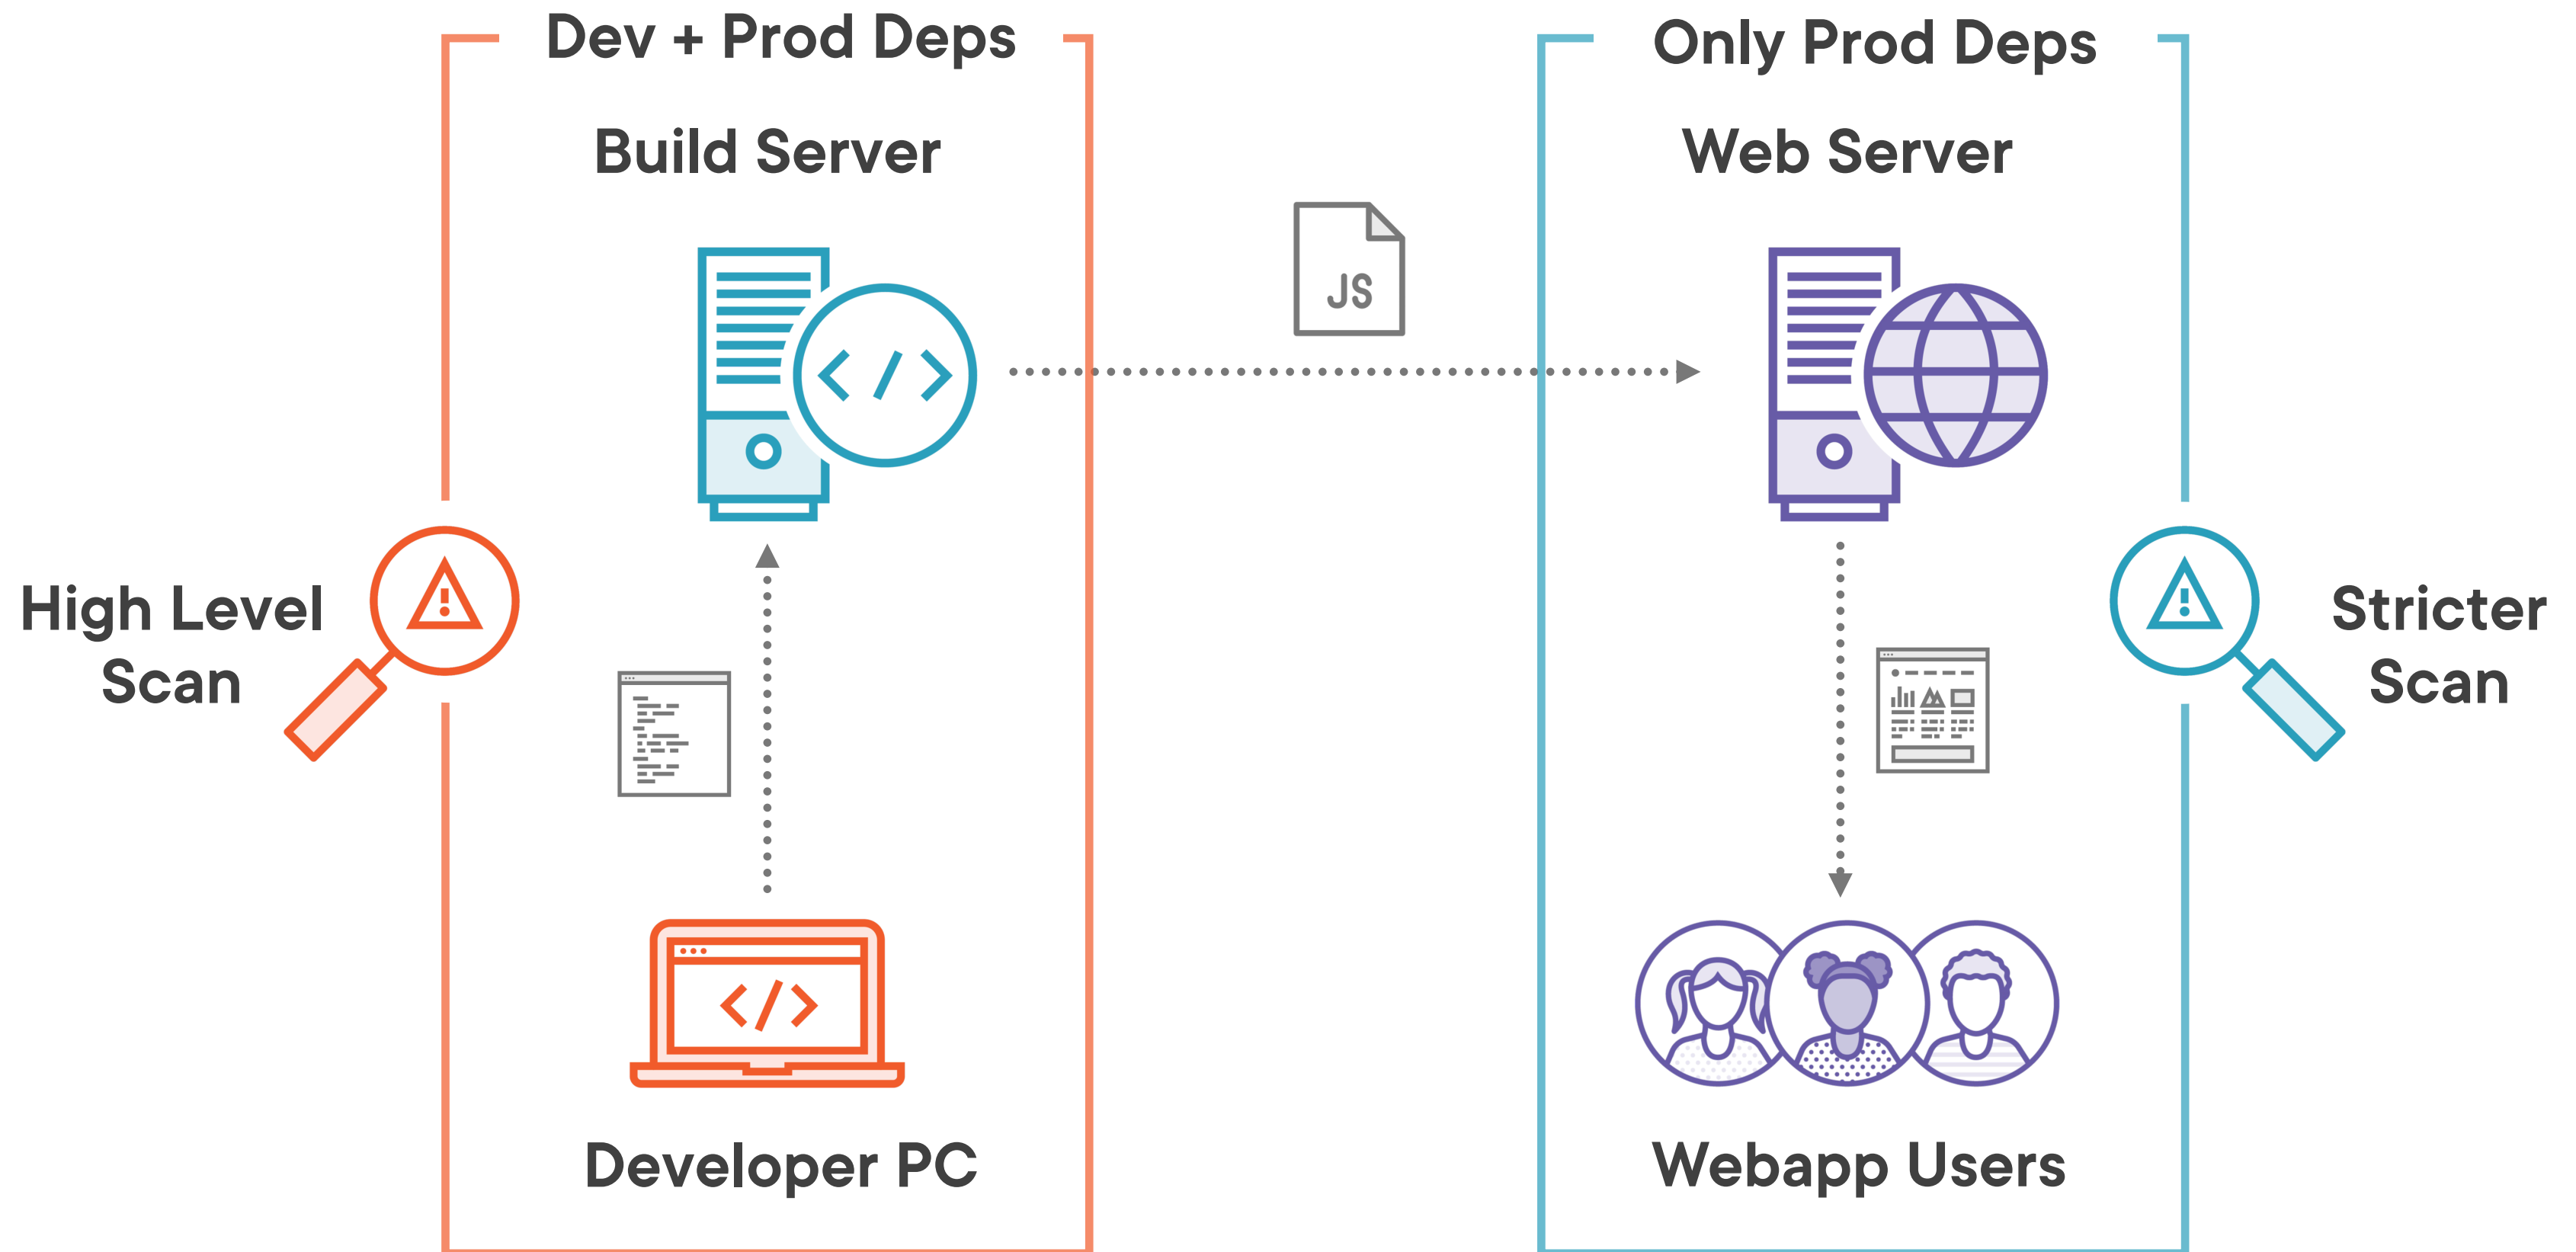 Dev + Prod Deps
Build Server
High Level
Scan
Developer PC
JS
Only Prod Deps
Web Server
Stricter
Scan
Webapp Users